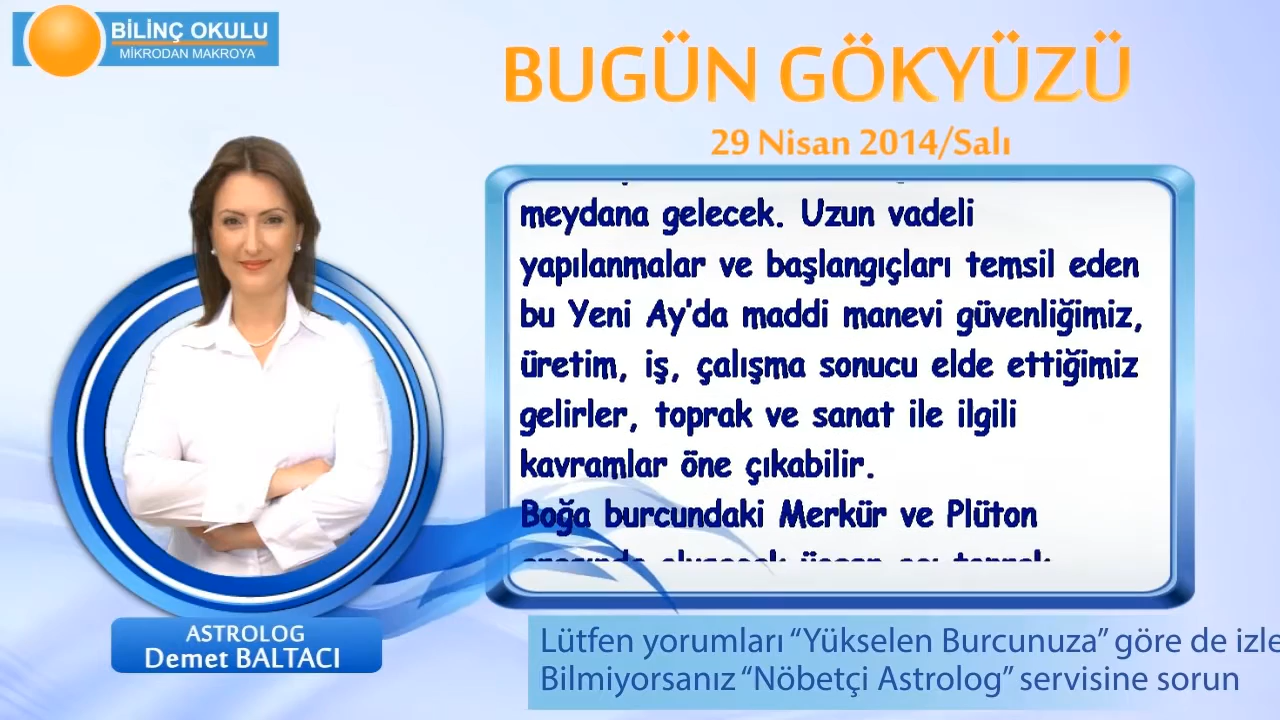 BİLİNÇ OKULU
MİKRODAN MAKROYA
BUGÜN GÖKYÜZÜ
29 Nisan 2014/Salı
meydana gelecek. Uzun vadeli
yapılanmalar ve başlangıçları temsil eden
bu Yeni Ay'da maddi manevi güvenliğimiz,
üretim, iş, çalışma sonucu elde ettiğimiz
gelirler, toprak ve sanat ile ilgili
kavramlar öne çıkabilir.
Boğa burcundaki Merkür ve Plüton
ASTROLOG
Demet BALTACI
Lütfen yorumları “Yükselen Burcunuza” göre de izle
Bilmiyorsanız “Nöbetçi Astrolog” servisine sorun